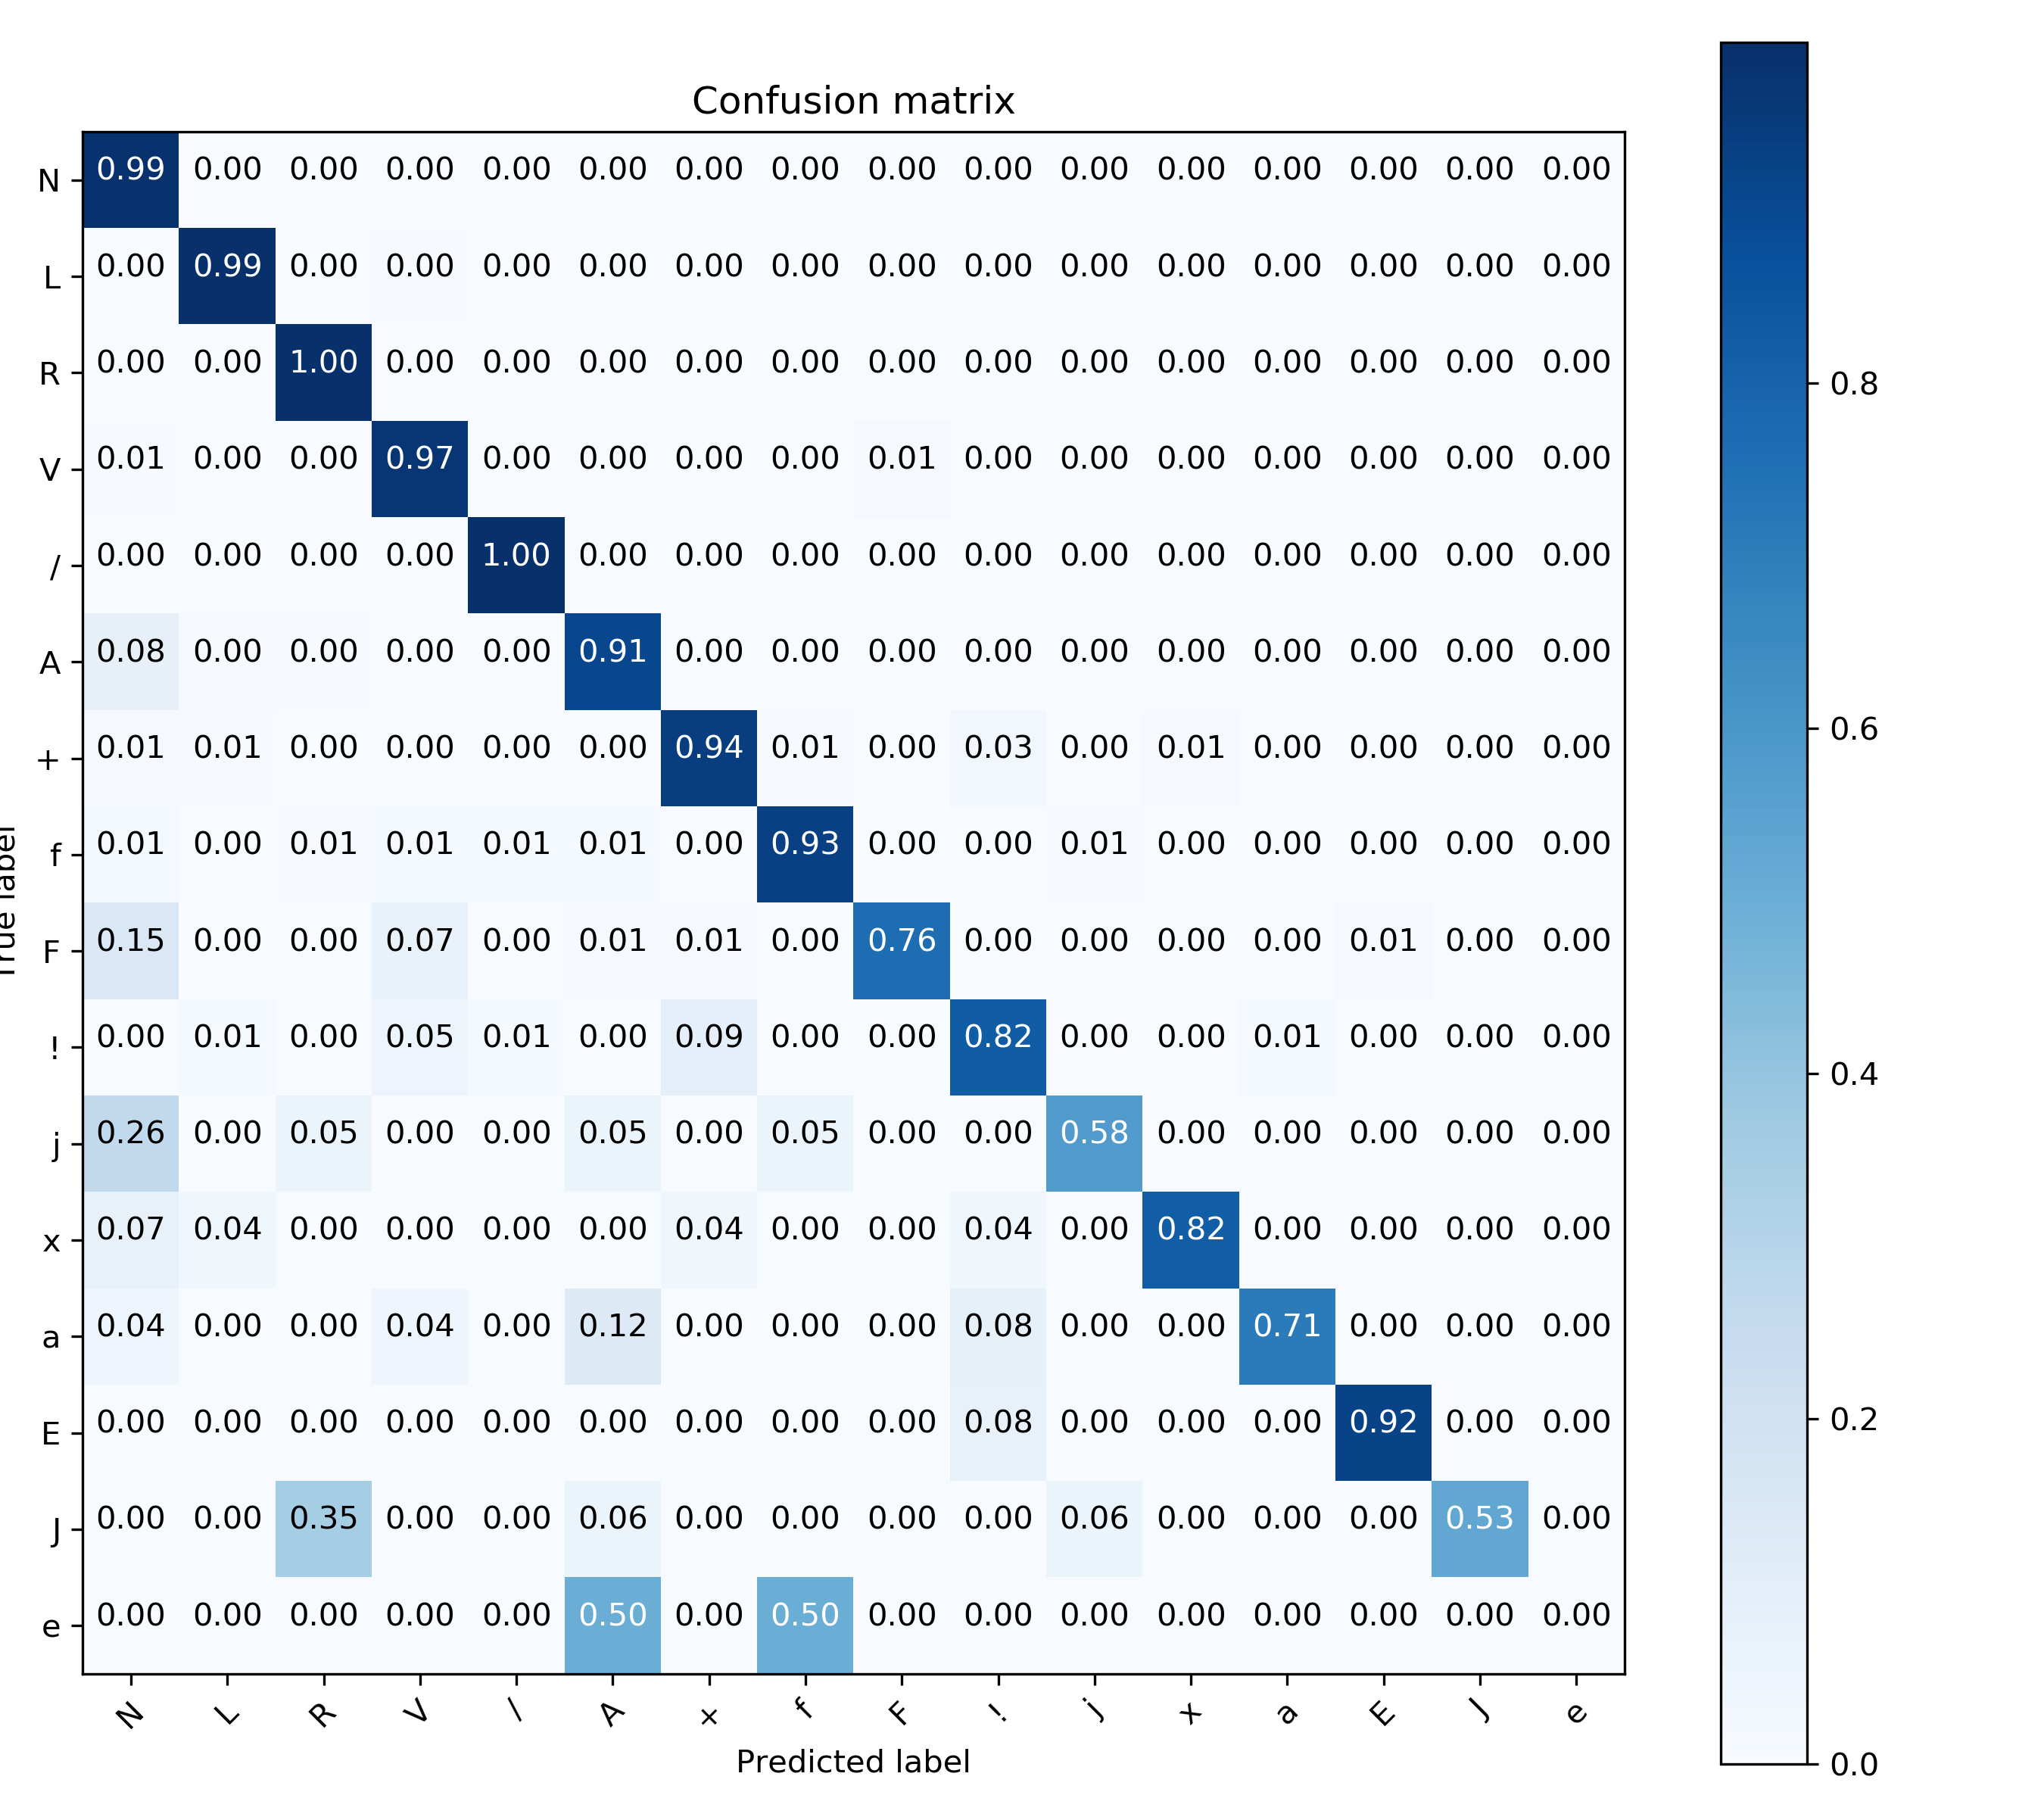 Confusion matrix
N 0.99 0.00 0.00 0.00 0.00 0.00 0.00 0.00 0.00 0.00 0.00 0.00 0.00 0.00 0.00 0.00
L 0.00 0.99 0.00 0.00 0.00 0.00 0.00 0.00 0.00 0.00 0.00 0.00 0.00 0.00 0.00 0.00
R 0.00 0.00 1.00 0.00 0.00 0.00 0.00 0.00 0.00 0.00 0.00 0.00 0.00 0.00 0.00 0.00
V 0.01 0.00 0.00 0.97 0.00 0.00 0.00 0.00 0.01 0.00 0.00 0.00 0.00 0.00 0.00 0.00
/ 0.00 0.00 0.00 0.00 1.00 0.00 0.00 0.00 0.00 0.00 0.00 0.00 0.00 0.00 0.00 0.00
A 0.08 0.00 0.00 0.00 0.00 0.91 0.00 0.00 0.00 0.00 0.00 0.00 0.00 0.00 0.00 0.00
+ 0.01 0.01 0.00 0.00 0.00 0.00 0.94 0.01 0.00 0.03 0.00 0.01 0.00 0.00 0.00 0.00
f 0.01 0.00 0.01 0.01 0.01 0.01 0.00 0.93 0.00 0.00 0.01 0.00 0.00 0.00 0.00 0.00
F 0.15 0.00 0.00 0.07 0.00 0.01 0.01 0.00 0.76 0.00 0.00 0.00 0.00 0.01 0.00 0.00
! 0.00 0.01 0.00 0.05 0.01 0.00 0.09 0.00 0.00 0.82 0.00 0.00 0.01 0.00 0.00 0.00
j 0.26 0.00 0.05 0.00 0.00 0.05 0.00 0.05 0.00 0.00 0.58 0.00 0.00 0.00 0.00 0.00
x 0.07 0.04 0.00 0.00 0.00 0.00 0.04 0.00 0.00 0.04 0.00 0.82 0.00 0.00 0.00 0.00
a 0.04 0.00 0.00 0.04 0.00 0.12 0.00 0.00 0.00 0.08 0.00 0.00 0.71 0.00 0.00 0.00
E 0.00 0.00 0.00 0.00 0.00 0.00 0.00 0.00 0.00 0.08 0.00 0.00 0.00 0.92 0.00 0.00
J 0.00 0.00 0.35 0.00 0.00 0.06 0.00 0.00 0.00 0.00 0.06 0.00 0.00 0.00 0.53 0.00
e 0.00 0.00 0.00 0.00 0.00 0.50 0.00 0.50 0.00 0.00 0.00 0.00 0.00 0.00 0.00 0.00
N L R V / A + f F ! j x a E J e
Predicted label
True label
0.8
0.6
0.4
0.2
0.0